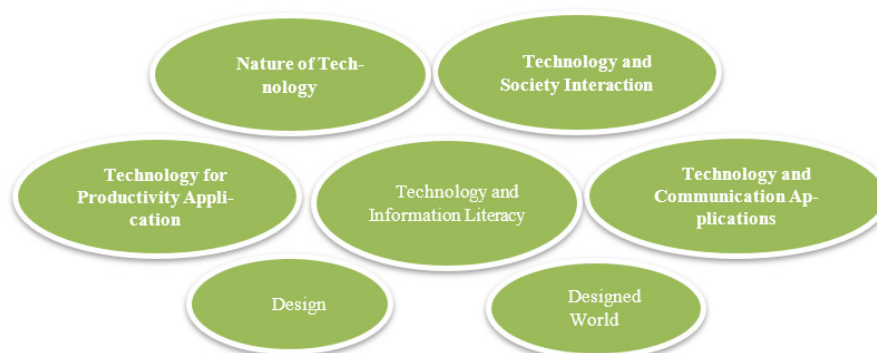 Nature of Tech-
nology
Technology and
Society Interaction
Technology for
Productivity Appli-
cation
Technology and
Information Literacy
Technology and
Communication Ap-
plications
Design
Designed
World